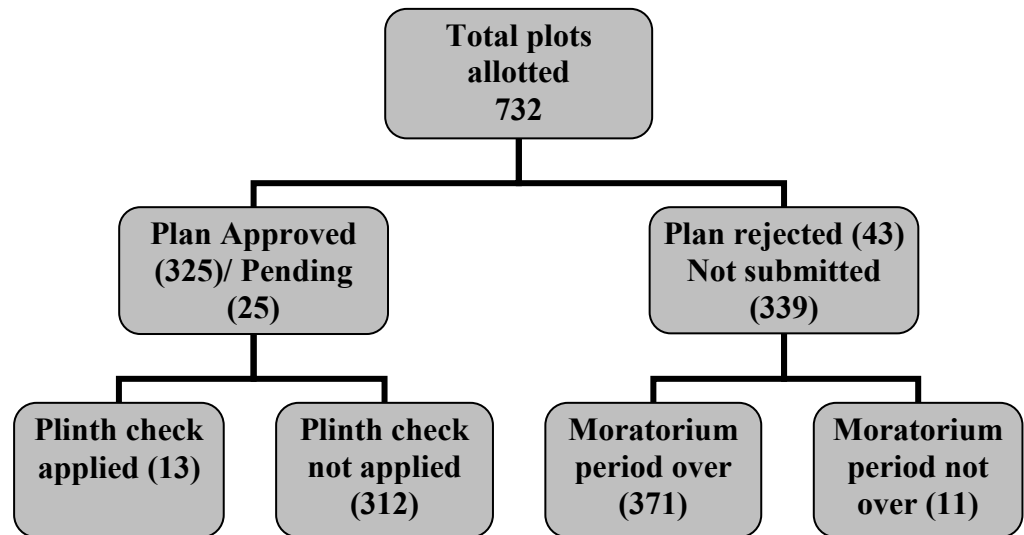 Total plots
allotted
732
Plan Approved
(325)/ Pending
(25)
Plan rejected (43)
Not submitted
(339)
Plinth check
applied (13)
Plinth check
not applied
(312)
Moratorium
period over
(371)
Moratorium
period not
over (11)